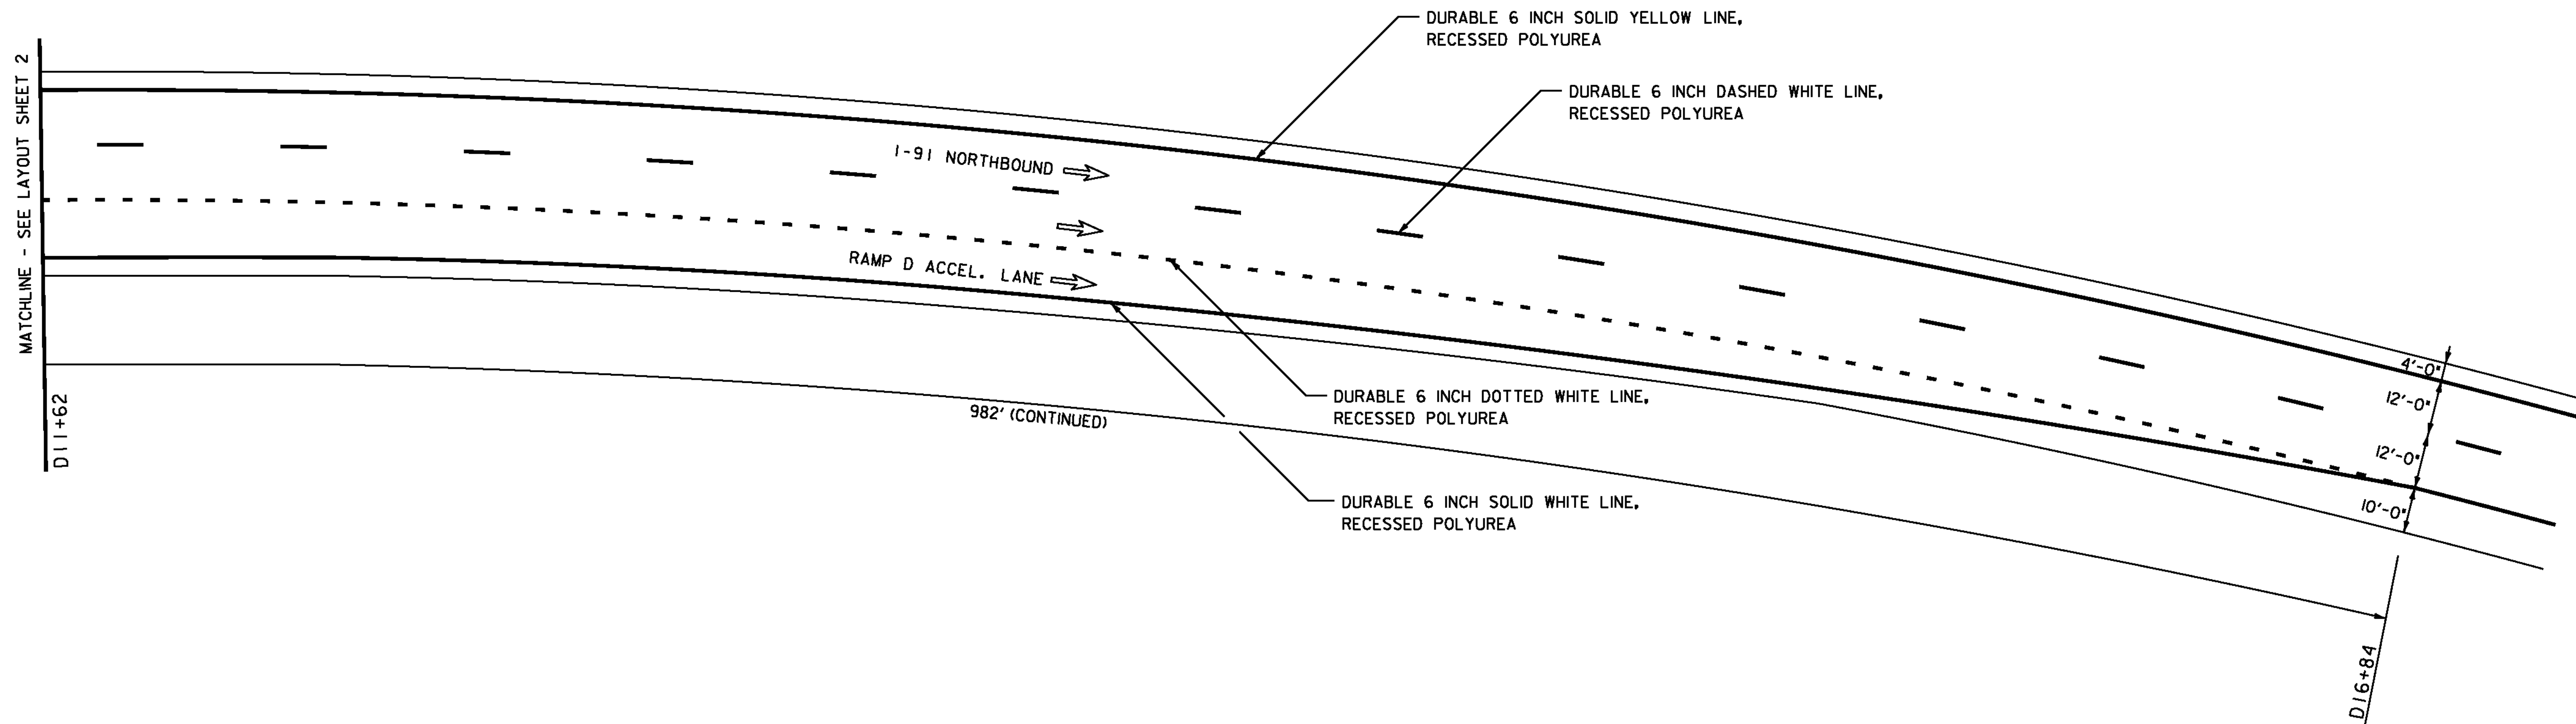 DURABLE 6 INCH SOLID YELLOW LINE,
RECESSED POLYUREA
DURABLE 6 INCH DASHED WHITE LINE,
RECESSED POLYUREA
MATCHLINE - SEE LAYOUT SHEET 2
I-91 NORTHBOUND
RAMP D ACCEL. LANE
D11+62
982' (CONTINUED)
DURABLE 6 INCH DOTTED WHITE LINE,
RECESSED POLYUREA
DURABLE 6 INCH SOLID WHITE LINE,
RECESSED POLYUREA
4'-0"
12'-0"
12'-0"
10'-0"
D16+84